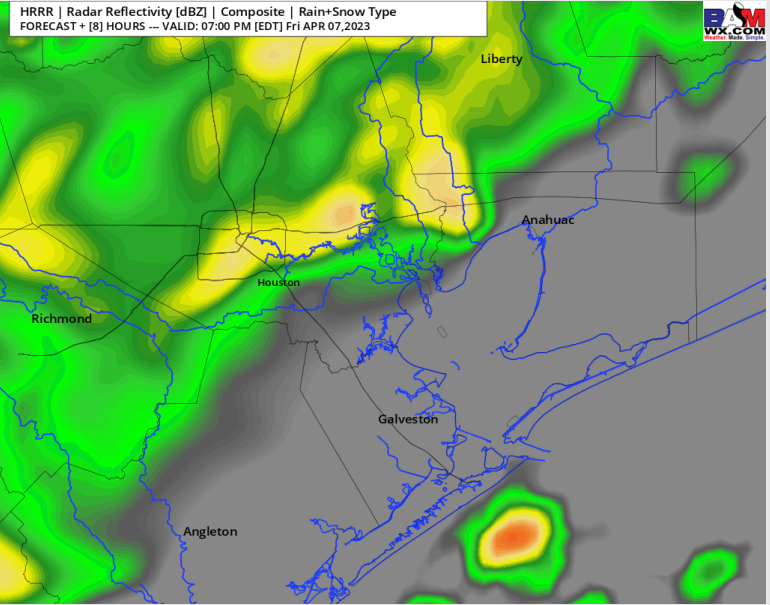 HRRR | Radar Reflectivity [dBZ] | Composite | Rain+Snow Type
FORECAST + [8] HOURS --- VALID: 07:00 PM [EDT] Fri APR 07,2023
BAM
WX.COM
Weather. Made. Simple.
Liberty
Anahuac
Houston
Richmond
Galveston
Angleton